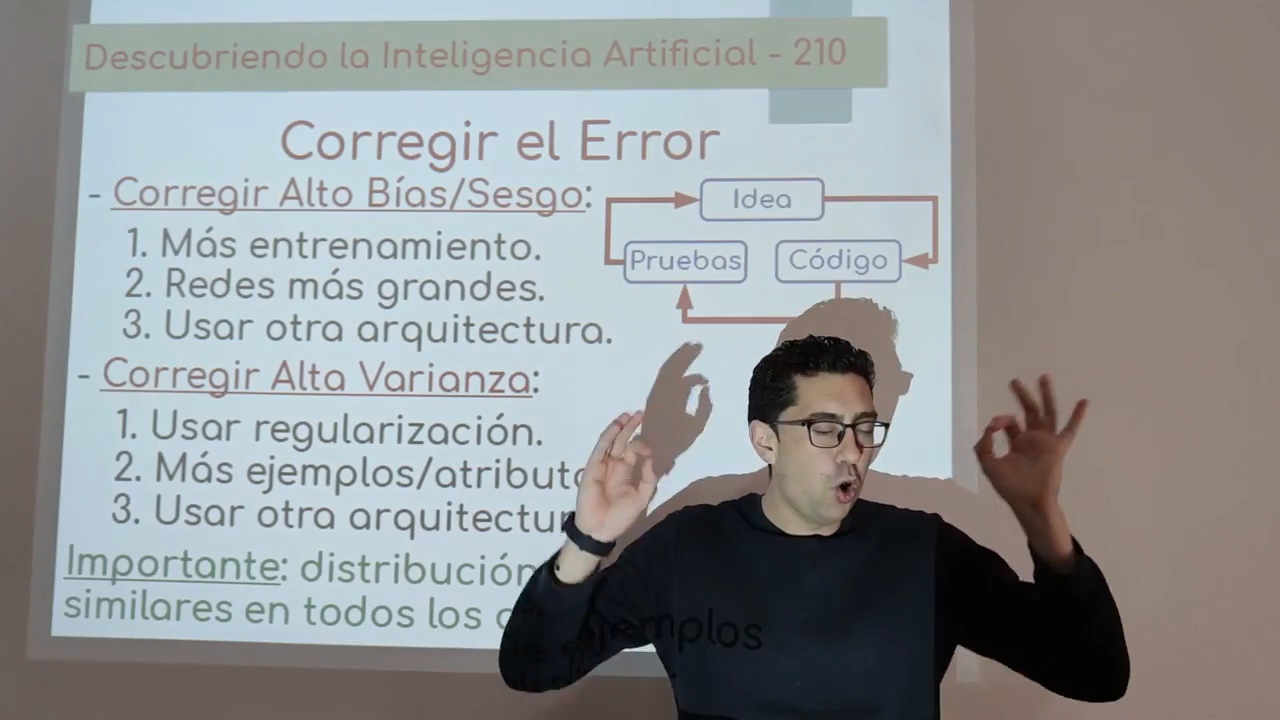 Descubriendo la Inteligencia Artificial - 210
Corregir el Error
- Corregir Alto Bías/Sesgo:
1. Más entrenamiento.
2. Redes más grandes.
3. Usar otra arquitectura.
Idea
Pruebas
Código
- Corregir Alta Varianza:
1. Usar regularización.
2. Más ejemplos/atributo
3. Usar otra arquitectur
Importante: distribución de ejemplos
similares en todos los